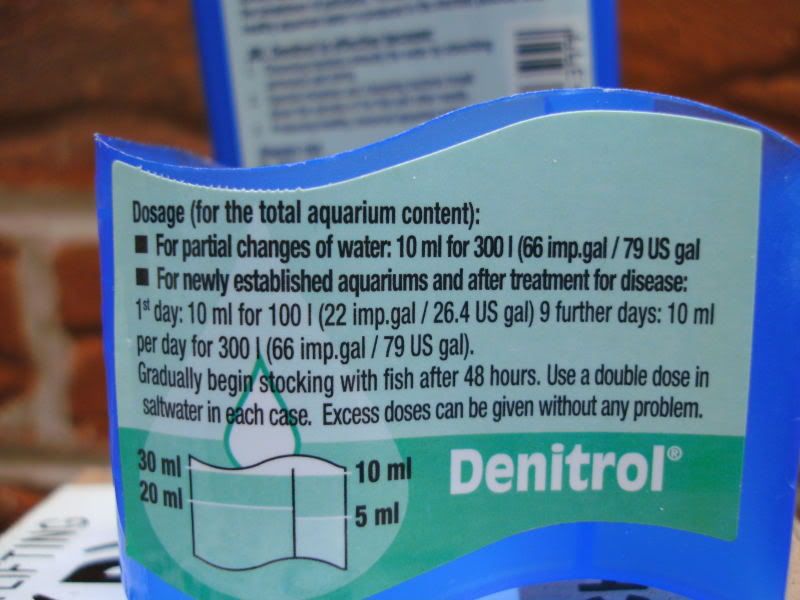 Dosage (for the total aquarium content):
■ For partial changes of water: 10 ml for 300 l (66 imp.gal / 79 US gal
■ For newly established aquariums and after treatment for disease:
1st day: 10 ml for 100 l (22 imp.gal / 26.4 US gal) 9 further days: 10 ml
per day for 300 l (66 imp.gal / 79 US gal).
Gradually begin stocking with fish after 48 hours. Use a double dose in
saltwater in each case. Excess doses can be given without any problem.
30 ml
10 ml
Denitrol®
20 ml
5 ml
LIFTING